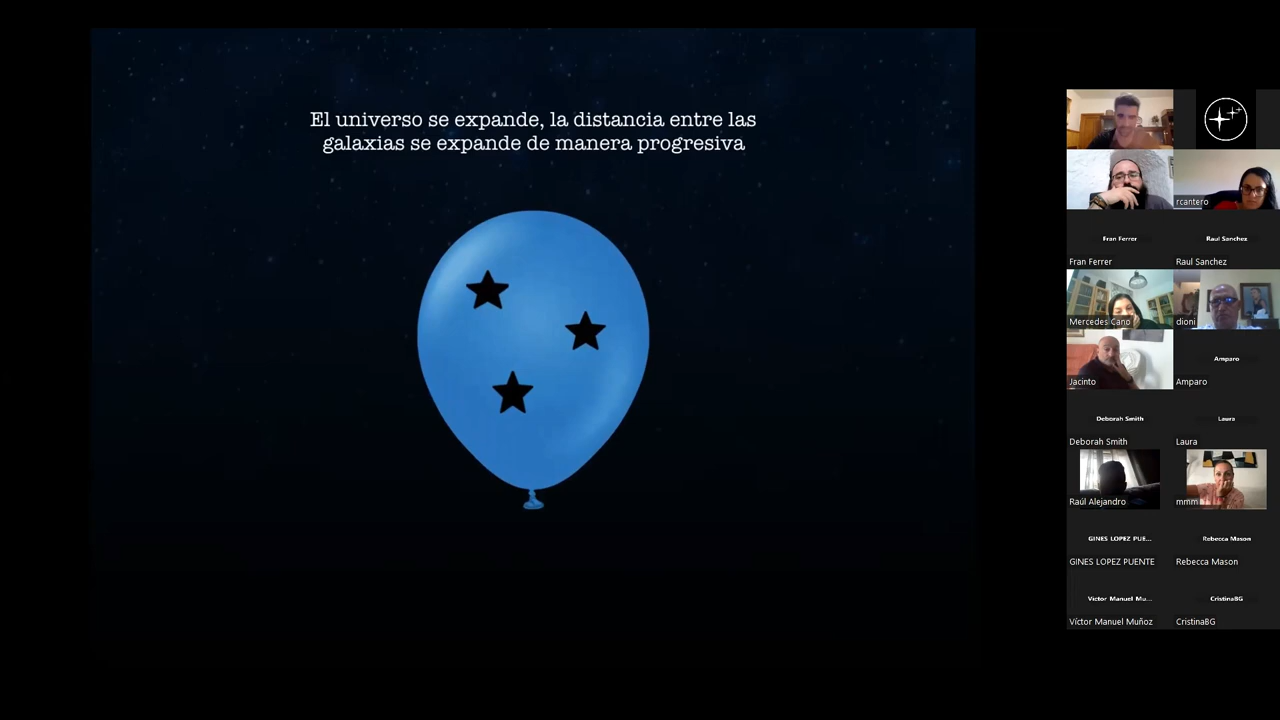 El universo se expande, la distancia entre las
galaxias se expande de manera progresiva
rcantero
Fran Ferrer
Raul Sanchez
Fran Ferrer
Raul Sanchez
Mercedes Cano
dioni
Jacinto
Amparo
Amparo
Deborah Smith
Laura
Deborah Smith
Laura
Raúl Alejandro
mmm
GINES LOPEZ PUE...
Rebecca Mason
GINES LOPEZ PUENTE
Rebecca Mason
Víctor Manuel Mu...
CristinaBG
Víctor Manuel Muñoz
CristinaBG